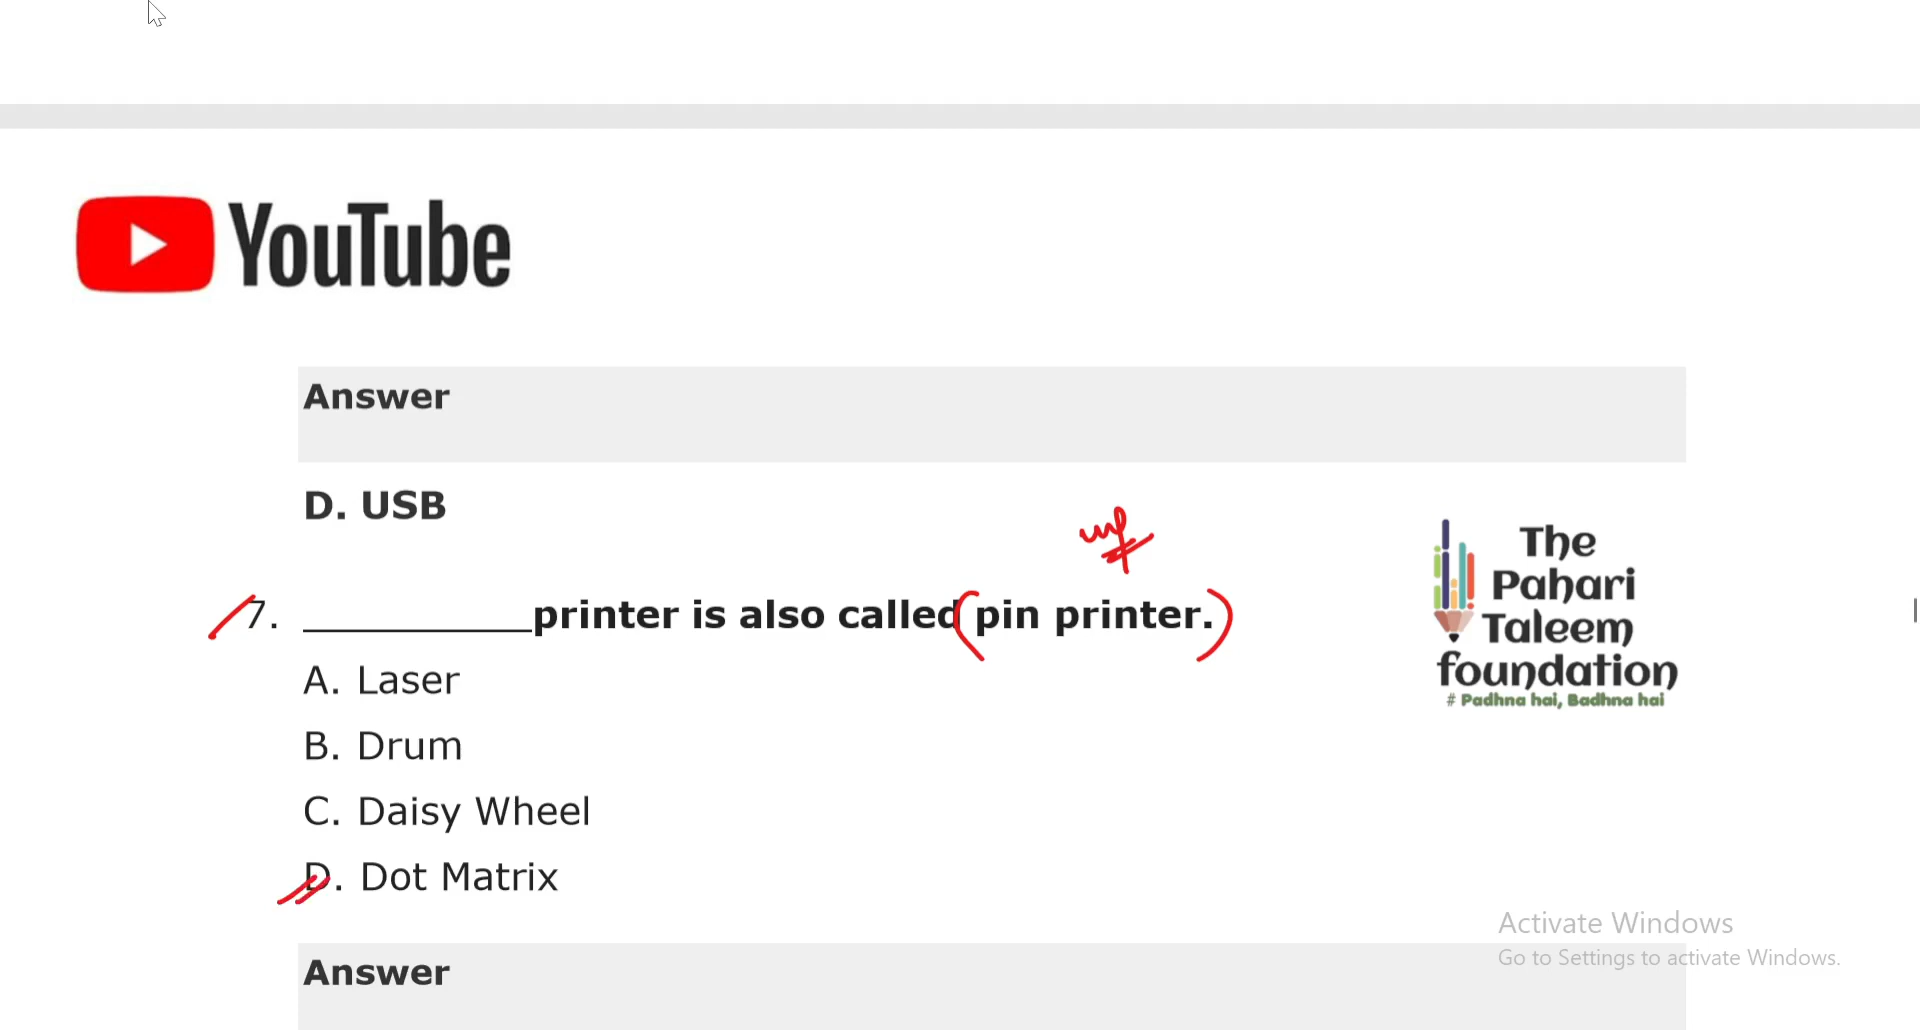 YouTube
Answer
D. USB
7. ___________printer is also called pin printer.
A. Laser
B. Drum
C. Daisy Wheel
D. Dot Matrix
Answer
The
Pahari
Taleem
foundation
# Padhna hai, Badhna hai
Activate Windows
Go to Settings to activate Windows.